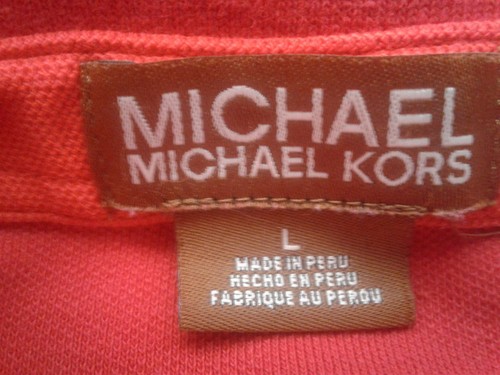 MICHAEL
MICHAEL KORS
L
MADE IN PERU
HECHO EN PERU
FABRIQUE AU PEROU